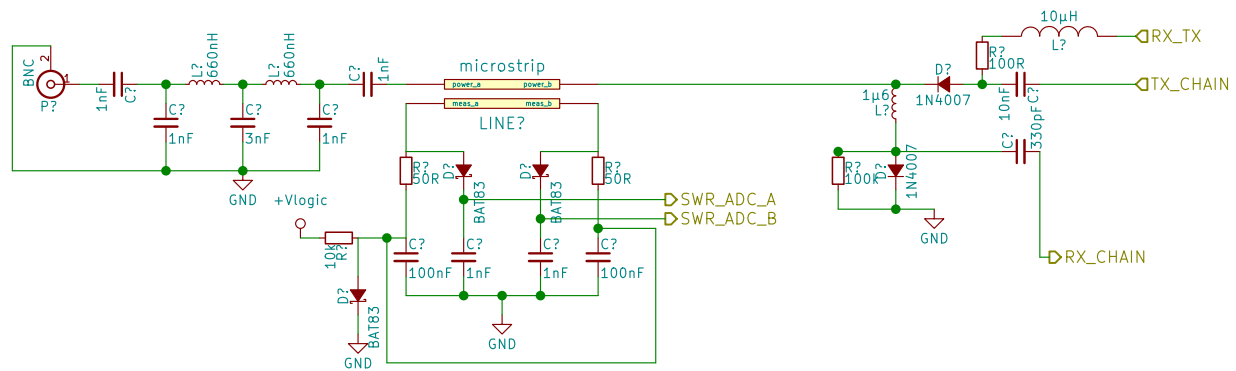 10µH
L?
RX_TX
R?
100R
BNC
2
1
P?
1nF
C?
L?
660nH
L?
660nH
C?
1nF
microstrip
power_a
power_b
meas_a
meas_b
LINE?
D?
1N4007
10nF
C?
TX_CHAIN
C?
1nF
C?
3nF
C?
1nF
1µ6
L?
C?
330pF
GND
R?
50R
D?
BAT83
D?
BAT83
R?
50R
SWR_ADC_A
SWR_ADC_B
R?
100k
D?
1N4007
GND
RX_CHAIN
+Vlogic
10k
R?
C?
100nF
C?
1nF
C?
1nF
C?
100nF
D?
BAT83
GND
GND